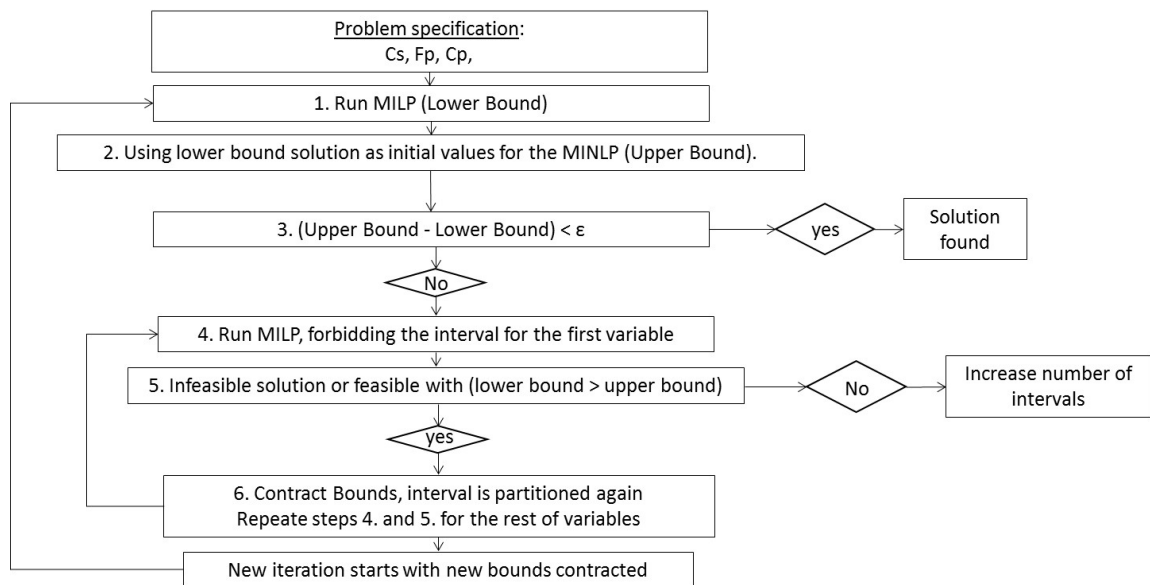 Problem specification:
Cs, Fp, Cp,
1. Run MILP (Lower Bound)
2. Using lower bound solution as initial values for the MINLP (Upper Bound).
3. (Upper Bound - Lower Bound) < ε
yes
Solution
found
No
4. Run MILP, forbidding the interval for the first variable
5. Infeasible solution or feasible with (lower bound > upper bound)
No
Increase number of
intervals
yes
6. Contract Bounds, interval is partitioned again
Repeat steps 4. and 5. for the rest of variables
New iteration starts with new bounds contracted